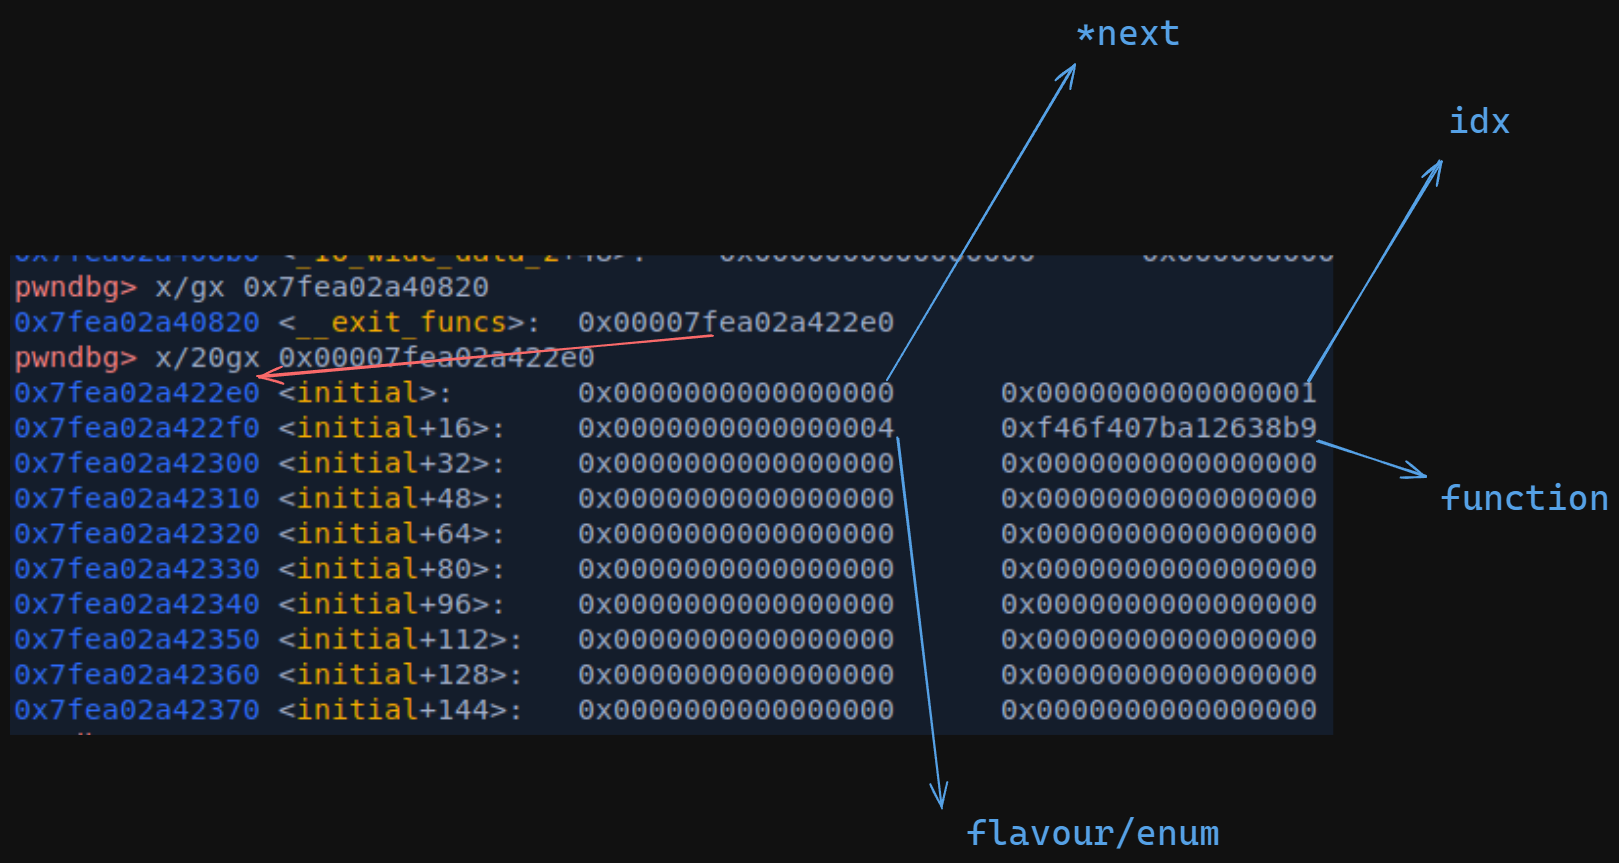 *next
idx
pwndbg> x/gx 0x7fea02a40820
0x7fea02a40820 <__exit_funcs>: 0x00007fea02a422e0
pwndbg> x/20gx 0x00007fea02a422e0
0x7fea02a422e0 <initial>: 0x0000000000000000 0x0000000000000001
0x7fea02a422f0 <initial+16>: 0x0000000000000004 0xf46f407ba12638b9
0x7fea02a42300 <initial+32>: 0x0000000000000000 0x0000000000000000
0x7fea02a42310 <initial+48>: 0x0000000000000000 0x0000000000000000
function
0x7fea02a42320 <initial+64>: 0x0000000000000000 0x0000000000000000
0x7fea02a42330 <initial+80>: 0x0000000000000000 0x0000000000000000
0x7fea02a42340 <initial+96>: 0x0000000000000000 0x0000000000000000
0x7fea02a42350 <initial+112>: 0x0000000000000000 0x0000000000000000
0x7fea02a42360 <initial+128>: 0x0000000000000000 0x0000000000000000
0x7fea02a42370 <initial+144>: 0x0000000000000000 0x0000000000000000
flavour/enum